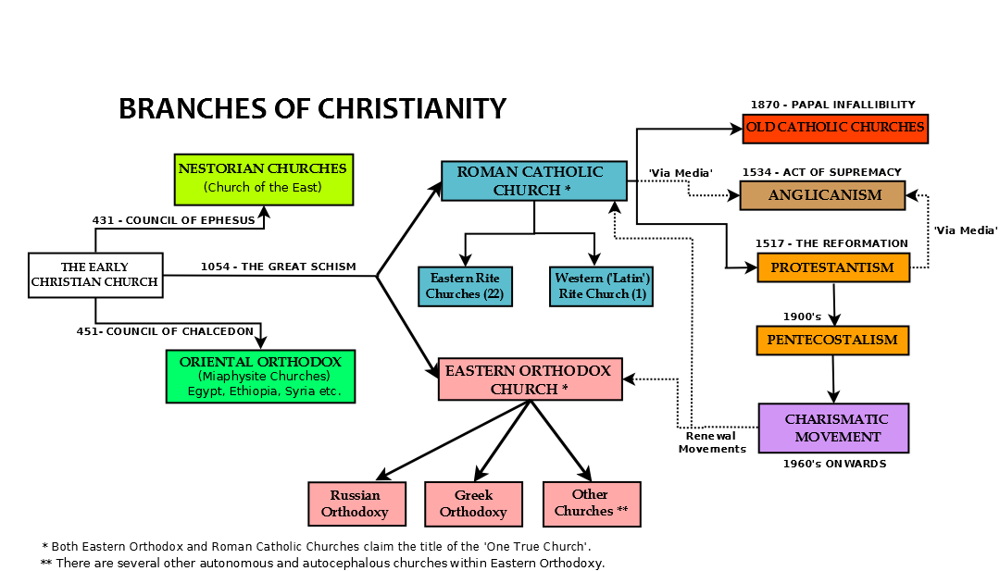 BRANCHES OF CHRISTIANITY
NESTORIAN CHURCHES
(Church of the East)
431 - COUNCIL OF EPHESUS
THE EARLY
CHRISTIAN CHURCH
1054 - THE GREAT SCHISM
451- COUNCIL OF CHALCEDON
ORIENTAL ORTHODOX
(Miaphysite Churches)
Egypt, Ethiopia, Syria etc.
ROMAN CATHOLIC
CHURCH *
Eastern Rite
Churches (22)
Western ('Latin')
Rite Church (1)
EASTERN ORTHODOX
CHURCH *
Russian
Orthodoxy
Greek
Orthodoxy
Other
Churches **
1870 - PAPAL INFALLIBILITY
OLD CATHOLIC CHURCHES
'Via Media'
1534 - ACT OF SUPREMACY
ANGLICANISM
'Via Media'
1517 - THE REFORMATION
PROTESTANTISM
1900's
PENTECOSTALISM
CHARISMATIC
MOVEMENT
1960's ONWARDS
Renewal
Movements
* Both Eastern Orthodox and Roman Catholic Churches claim the title of the 'One True Church'.
** There are several other autonomous and autocephalous churches within Eastern Orthodoxy.